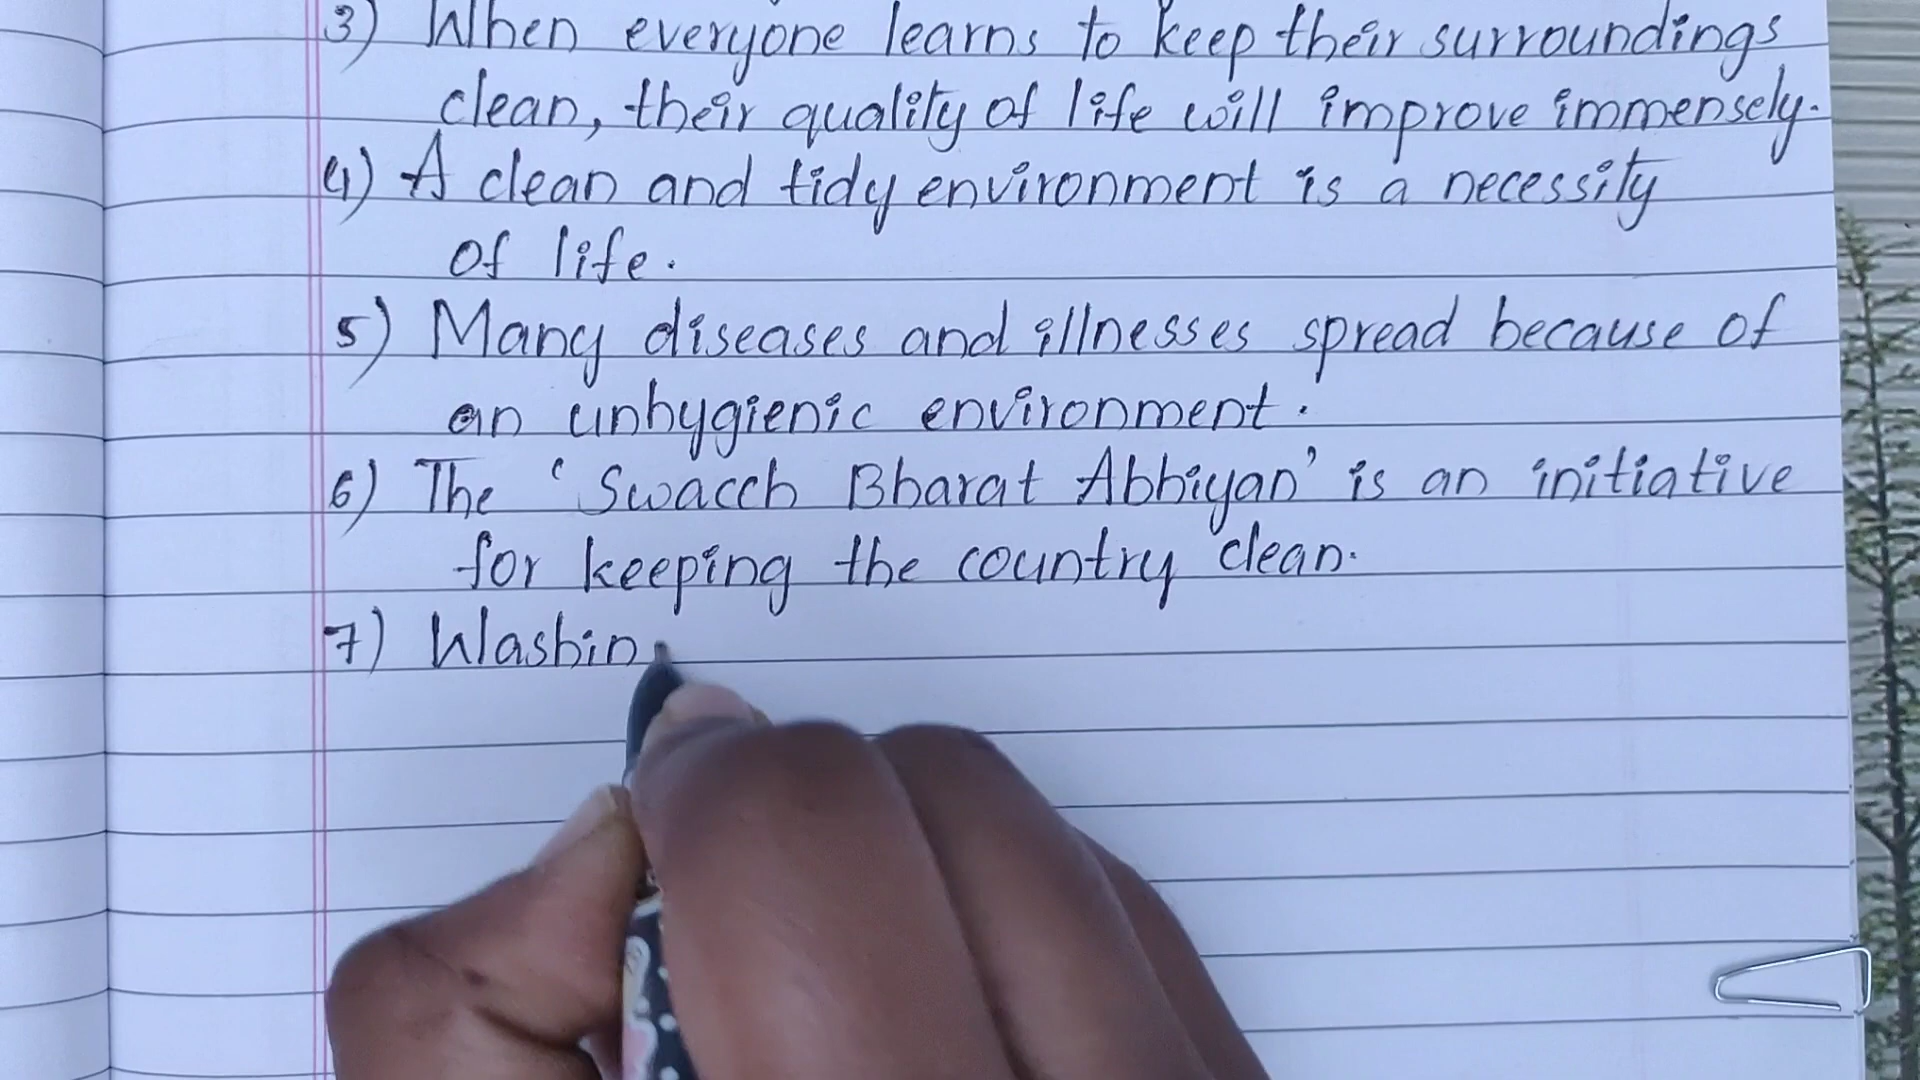 3) When everyone learns to keep their surroundings
clean, their quality of life will improve immensely.
4) A clean and tidy environment is a necessity
of life.
5) Many diseases and illnesses spread because of
an unhygienic environment.
6) The ‘Swacch Bharat Abhiyan’ is an initiative
for keeping the country clean.
7) Washin